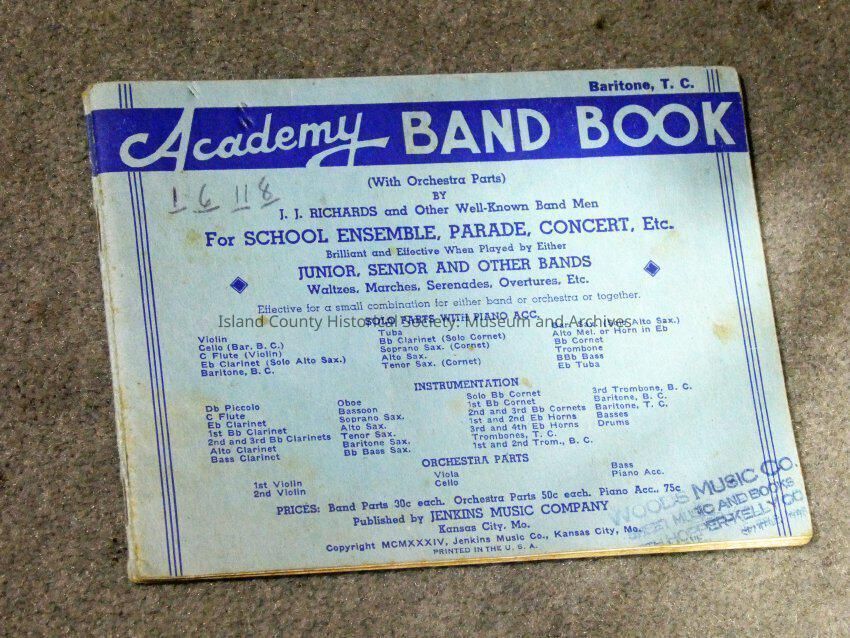 Baritone, T. C.
Academy BAND BOOK
1 6 11 8
(With Orchestra Parts)
BY
J. J. RICHARDS and Other Well-Known Band Men
For SCHOOL ENSEMBLE, PARADE, CONCERT, Etc.
Brilliant and Effective When Played by Either
JUNIOR, SENIOR AND OTHER BANDS
Waltzes, Marches, Serenades, Overtures, Etc.
Effective for a small combination for either band or orchestra or together.
Island County Historical Society: Museum and Archives
SOLO PARTS WITH PIANO ACC.
Violin
Cello (Bar. B. C.)
C Flute (Violin)
Eb Clarinet (Solo Alto Sax.)
Baritone, B. C.
Tuba
Bb Clarinet (Solo Cornet)
Soprano Sax. (Cornet)
Alto Sax.
Tenor Sax. (Cornet)
Bari. Sax. (Solo Alto Sax.)
Alto Mel. or Horn in Eb
Bb Cornet
Trombone
BBb Bass
Eb Tuba
INSTRUMENTATION
Db Piccolo
C Flute
Eb Clarinet
1st Bb Clarinet
2nd and 3rd Bb Clarinets
Alto Clarinet
Bass Clarinet
Oboe
Bassoon
Soprano Sax.
Alto Sax.
Tenor Sax.
Baritone Sax.
Bb Bass Sax.
Solo Bb Cornet
1st Bb Cornet
2nd and 3rd Bb Cornets
1st and 2nd Eb Horns
3rd and 4th Eb Horns
Trombones, T. C.
1st and 2nd Trom., B. C.
3rd Trombone, B. C.
Baritone, B. C.
Baritone, T. C.
Basses
Drums
ORCHESTRA PARTS
1st Violin
2nd Violin
Viola
Cello
Bass
Piano Acc.
PRICES: Band Parts 30c each. Orchestra Parts 50c each. Piano Acc., 75c
Published by JENKINS MUSIC COMPANY
Kansas City, Mo.
Copyright MCMXXXIV, Jenkins Music Co., Kansas City, Mo.
PRINTED IN THE U. S. A.
WOODS MUSIC CO.
SHEET MUSIC AND BOOKS